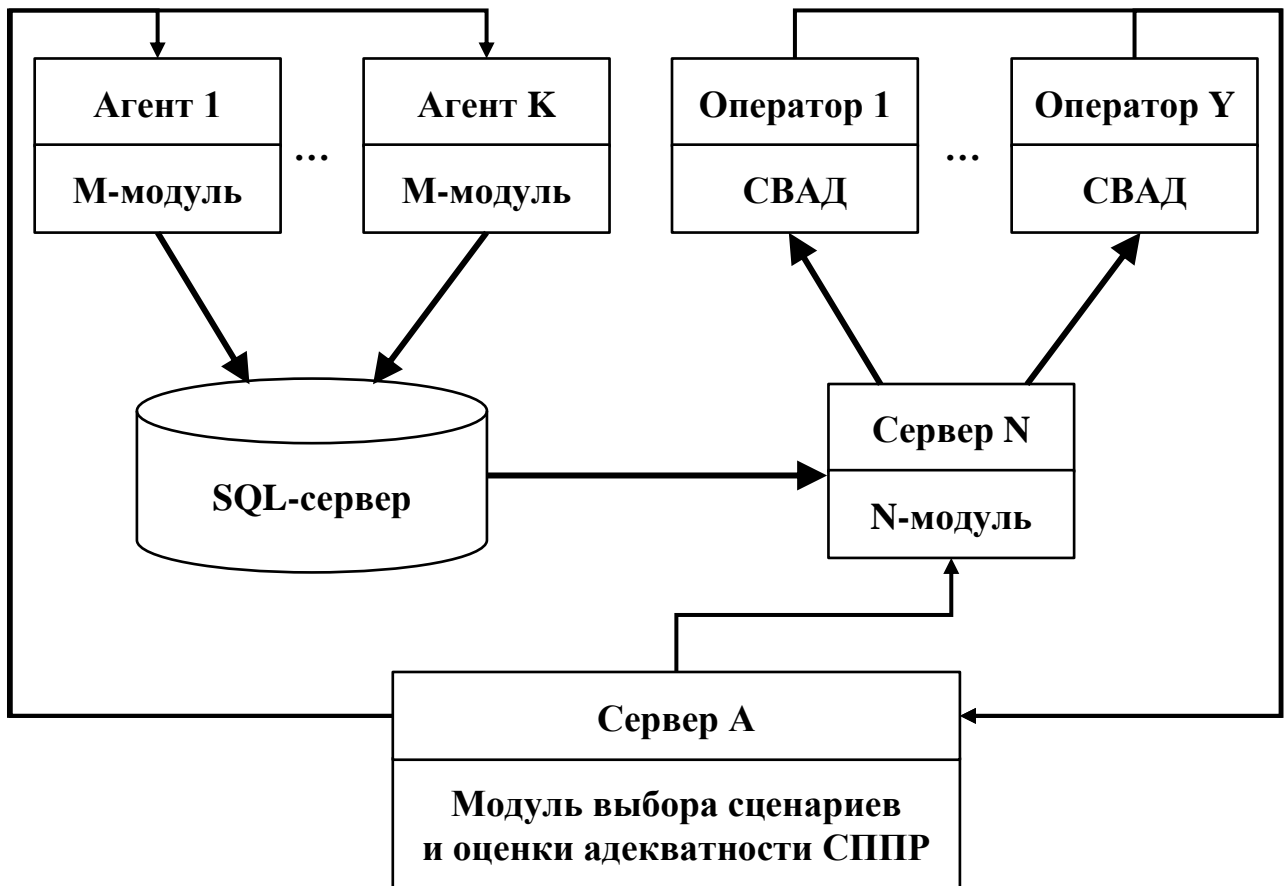 Агент 1
Агент K
Оператор 1
Оператор Y
М-модуль
...
М-модуль
СВАД
...
СВАД
SQL-сервер
Сервер N
N-модуль
Сервер А
Модуль выбора сценариев
и оценки адекватности СППР